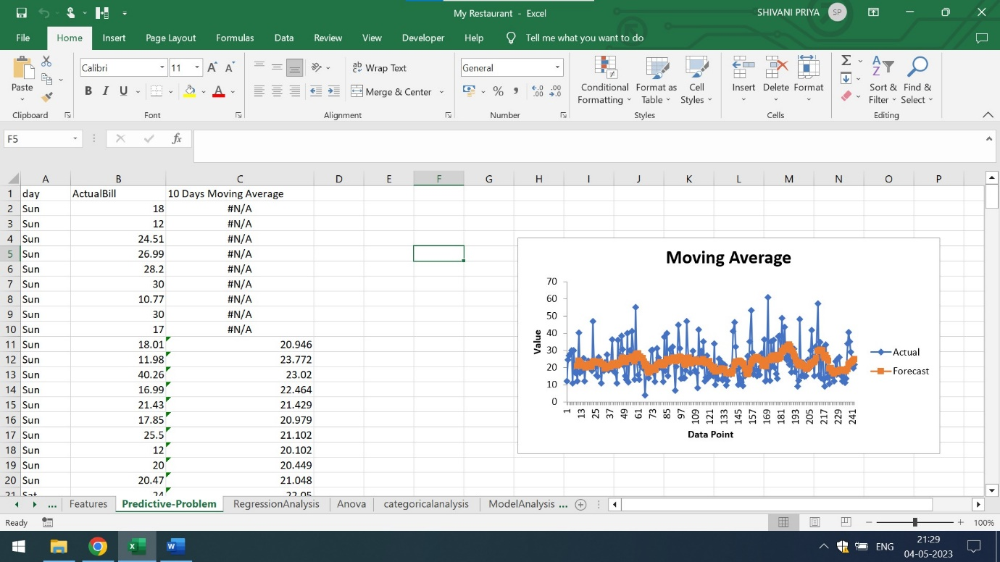 My Restaurant - Excel
SHIVANI PRIYA SP
File Home Insert Page Layout Formulas Data Review View Developer Help Tell me what you want to do
Calibri 11 A A ab Wrap Text General
Paste B I U A Merge & Center % Conditional Formatting Format as Table Cell Styles Insert Delete Format Sort & Filter Find & Select
Clipboard Font Alignment Number Styles Cells Editing
F5 fx
A B C D E F G H I J K L M N O P
1 day ActualBill 10 Days Moving Average
2 Sun 18 #N/A
3 Sun 12 #N/A
4 Sun 24.51 #N/A
5 Sun 26.99 #N/A
6 Sun 28.2 #N/A
7 Sun 30 #N/A
8 Sun 10.77 #N/A
9 Sun 30 #N/A
10 Sun 17 #N/A
11 Sun 18.01 20.946
12 Sun 11.98 23.772
13 Sun 40.26 23.02
14 Sun 16.99 22.464
15 Sun 21.43 21.429
16 Sun 17.85 20.979
17 Sun 25.5 21.102
18 Sun 12 20.102
19 Sun 20 20.449
20 Sun 20.47 21.048
21 Sat 24 22.05
Moving Average
Value
70
60
50
40
30
20
10
0
1 13 25 37 49 61 73 85 97 109 121 133 145 157 169 181 193 205 217 229 241
Data Point
Actual
Forecast
... Features Predictive-Problem RegressionAnalysis Anova categoricalanalysis ModelAnalysis ...
Ready 100%
ENG 21:29
04-05-2023